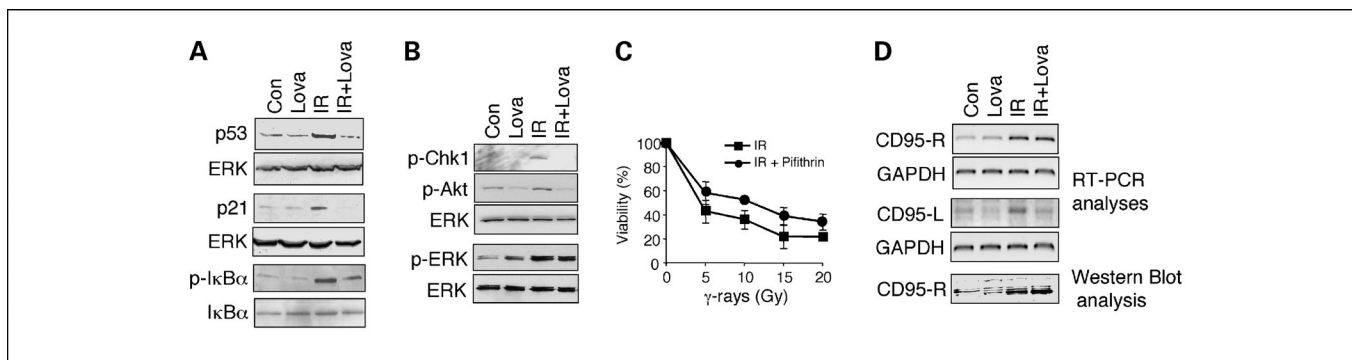 A
Con
Lova
IR
IR+Lova
p53
ERK
p21
ERK
p-IκBα
IκBα
B
Con
Lova
IR
IR+Lova
p-Chk1
p-Akt
ERK
p-ERK
ERK
C
IR
IR + Pifithrin
Viability (%)
100
80
60
40
20
0
0 5 10 15 20
γ-rays (Gy)
D
Con
Lova
IR
IR+Lova
CD95-R
GAPDH
CD95-L
GAPDH
RT-PCR
analyses
CD95-R
Western Blot
analysis